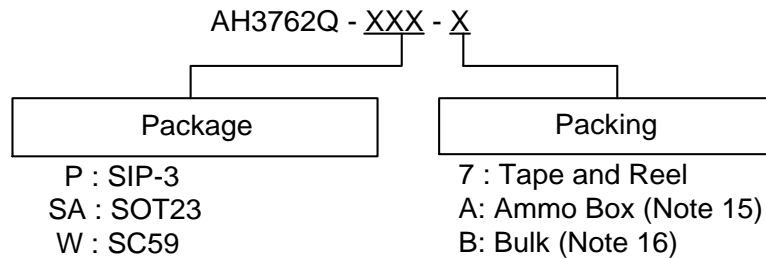 AH3762Q - XXX - X
Package
Packing
P : SIP-3
SA : SOT23
W : SC59
7 : Tape and Reel
A: Ammo Box (Note 15)
B: Bulk (Note 16)